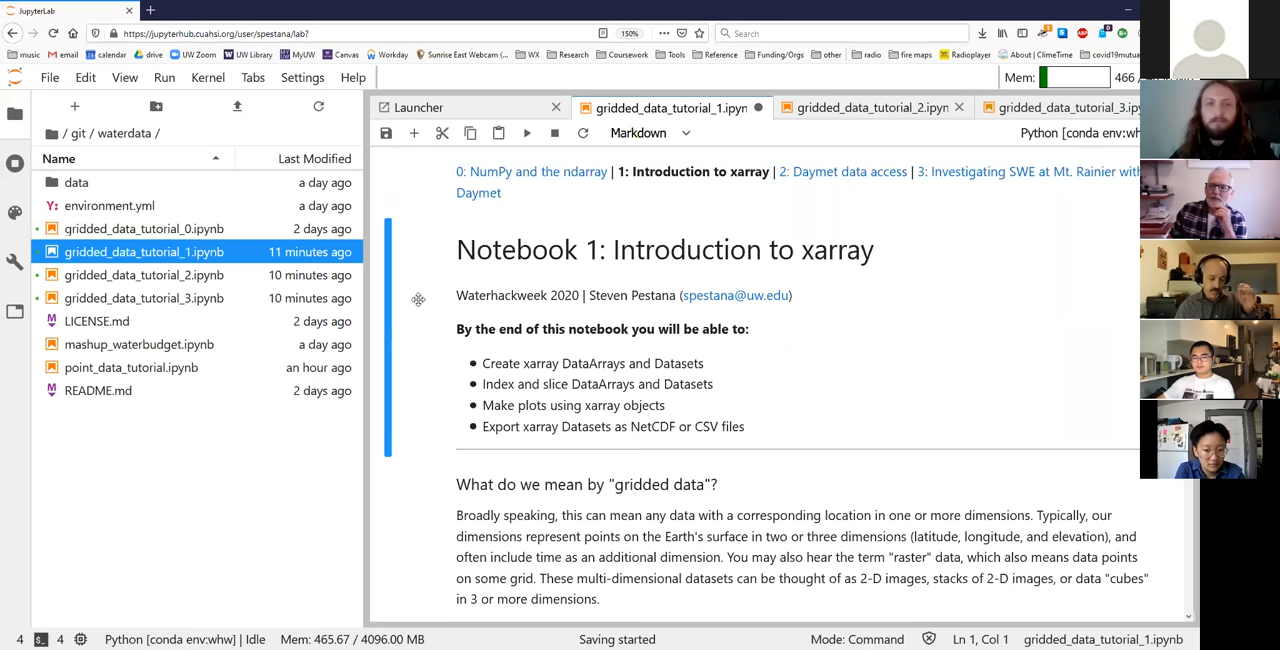 JupyterLab
https://jupyterhub.cuahsi.org/user/spestana/lab?
150%
Search
music email calendar drive UW Zoom UW Library MyUW Canvas Workday Sunrise East Webcam (... WX Research Coursework Tools Reference Funding/Orgs other radio fire maps Radioplayer About | ClimeTime covid19mutua
File Edit View Run Kernel Tabs Settings Help
Mem: 466 /
Launcher gridded_data_tutorial_1.ipyn gridded_data_tutorial_2.ipyn gridded_data_tutorial_3.ipy
Markdown Python [conda env:wh
/ git / waterdata /
Name Last Modified
data a day ago
environment.yml a day ago
gridded_data_tutorial_0.ipynb 2 days ago
gridded_data_tutorial_1.ipynb 11 minutes ago
gridded_data_tutorial_2.ipynb 10 minutes ago
gridded_data_tutorial_3.ipynb 10 minutes ago
LICENSE.md 2 days ago
mashup_waterbudget.ipynb a day ago
point_data_tutorial.ipynb an hour ago
README.md 2 days ago
0: NumPy and the ndarray | 1: Introduction to xarray | 2: Daymet data access | 3: Investigating SWE at Mt. Rainier with
Daymet
Notebook 1: Introduction to xarray
Waterhackweek 2020 | Steven Pestana (spestana@uw.edu)
By the end of this notebook you will be able to:
Create xarray DataArrays and Datasets
Index and slice DataArrays and Datasets
Make plots using xarray objects
Export xarray Datasets as NetCDF or CSV files
What do we mean by "gridded data"?
Broadly speaking, this can mean any data with a corresponding location in one or more dimensions. Typically, our
dimensions represent points on the Earth's surface in two or three dimensions (latitude, longitude, and elevation), and
often include time as an additional dimension. You may also hear the term "raster" data, which also means data points
on some grid. These multi-dimensional datasets can be thought of as 2-D images, stacks of 2-D images, or data "cubes"
in 3 or more dimensions.
4 4 Python [conda env:whw] | Idle Mem: 465.67 / 4096.00 MB Saving started Mode: Command Ln 1, Col 1 gridded_data_tutorial_1.ipynb